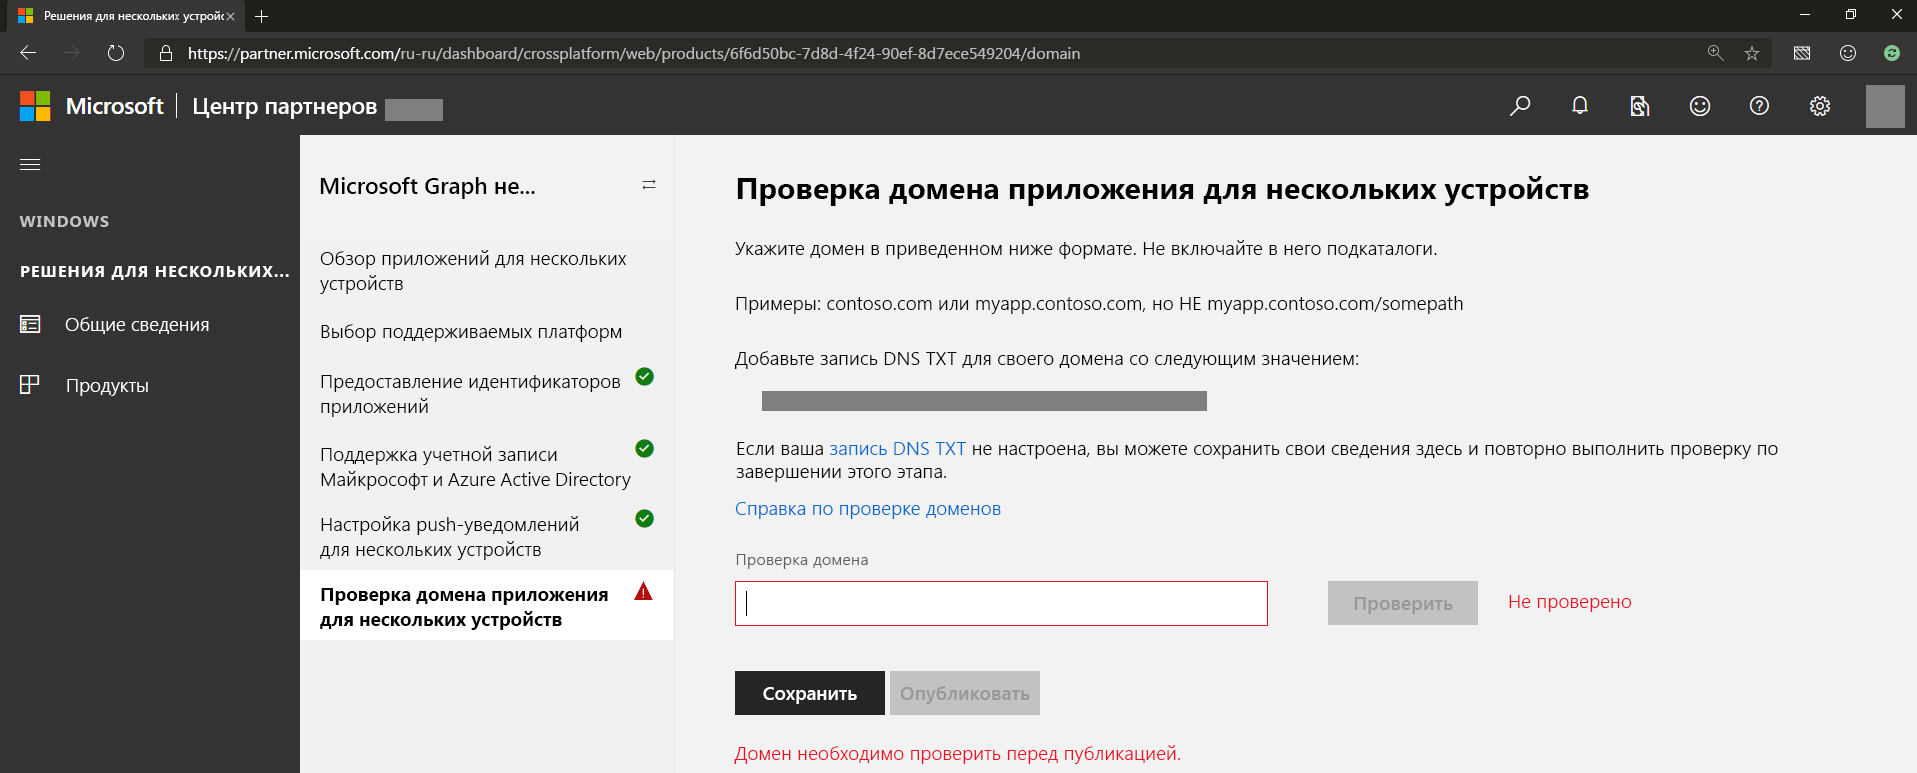 Решения для нескольких устройс
https://partner.microsoft.com/ru-ru/dashboard/crossplatform/web/products/6f6d50bc-7d8d-4f24-90ef-8d7ece549204/domain
Microsoft | Центр партнеров
WINDOWS
РЕШЕНИЯ ДЛЯ НЕСКОЛЬКИХ...
Общие сведения
Продукты
Microsoft Graph не...
Обзор приложений для нескольких
устройств
Выбор поддерживаемых платформ
Предоставление идентификаторов
приложений
Поддержка учетной записи
Майкрософт и Azure Active Directory
Настройка push-уведомлений
для нескольких устройств
Проверка домена приложения
для нескольких устройств
Проверка домена приложения для нескольких устройств
Укажите домен в приведенном ниже формате. Не включайте в него подкаталоги.
Примеры: contoso.com или myapp.contoso.com, но НЕ myapp.contoso.com/somepath
Добавьте запись DNS TXT для своего домена со следующим значением:
Если ваша запись DNS TXT не настроена, вы можете сохранить свои сведения здесь и повторно выполнить проверку по
завершении этого этапа.
Справка по проверке доменов
Проверка домена
Проверить
Не проверено
Сохранить
Опубликовать
Домен необходимо проверить перед публикацией.